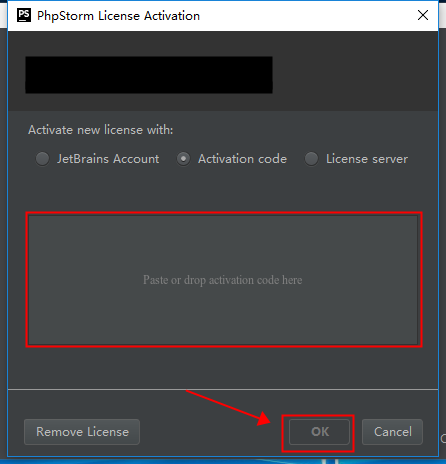 PS PhpStorm License Activation
Activate new license with:
JetBrains Account Activation code License server
Paste or drop activation code here
Remove License OK Cancel